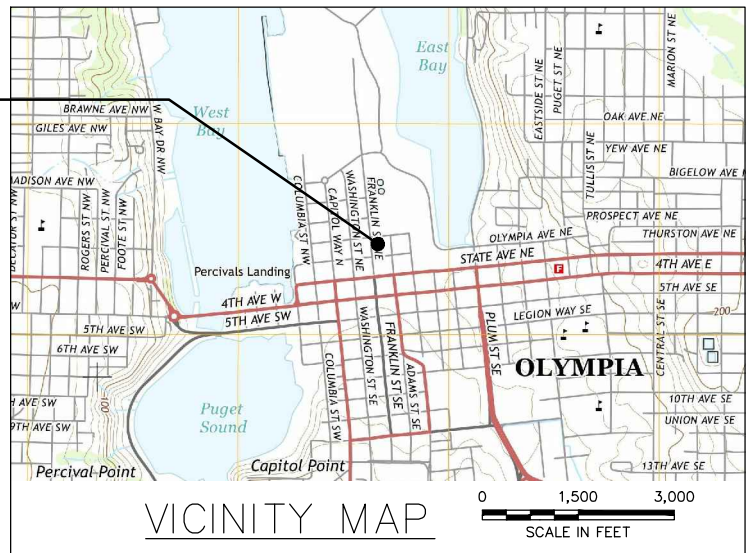 East
Bay
West
Bay
BRAWNE AVE NW
GILES AVE NW
W BAY DR NW
EASTSIDE ST NE
PUGET ST NE
MARION ST NE
OAK AVE NE
YEW AVE NE
TULLIS ST NE
BIGELOW AVE
ADISON AVE NW
ROGERS ST NW
PERCIVAL ST NW
FOOTE ST NW
COLUMBIA ST NW
CAPITOL WAY N
WASHINGTON ST NE
FRANKLIN
PROSPECT AVE NE
THURSTON AVE NE
OLYMPIA AVE NE
STATE AVE NE
F
4TH AVE E
5TH AVE SE
Percivals Landing
4TH AVE W
5TH AVE SW
5TH AVE SW
6TH AVE SW
LEGION WAY SE
PLUM ST SE
CENTRAL ST SE
200
WASHINGTON ST SE
FRANKLIN ST SE
ADAMS ST SE
COLUMBIA ST SW
OLYMPIA
100
AVE SW
9TH AVE SW
Puget
Sound
10TH AVE SE
UNION AVE SE
13TH AVE SE
Percival Point
Capitol Point
VICINITY MAP
0 1,500 3,000
SCALE IN FEET